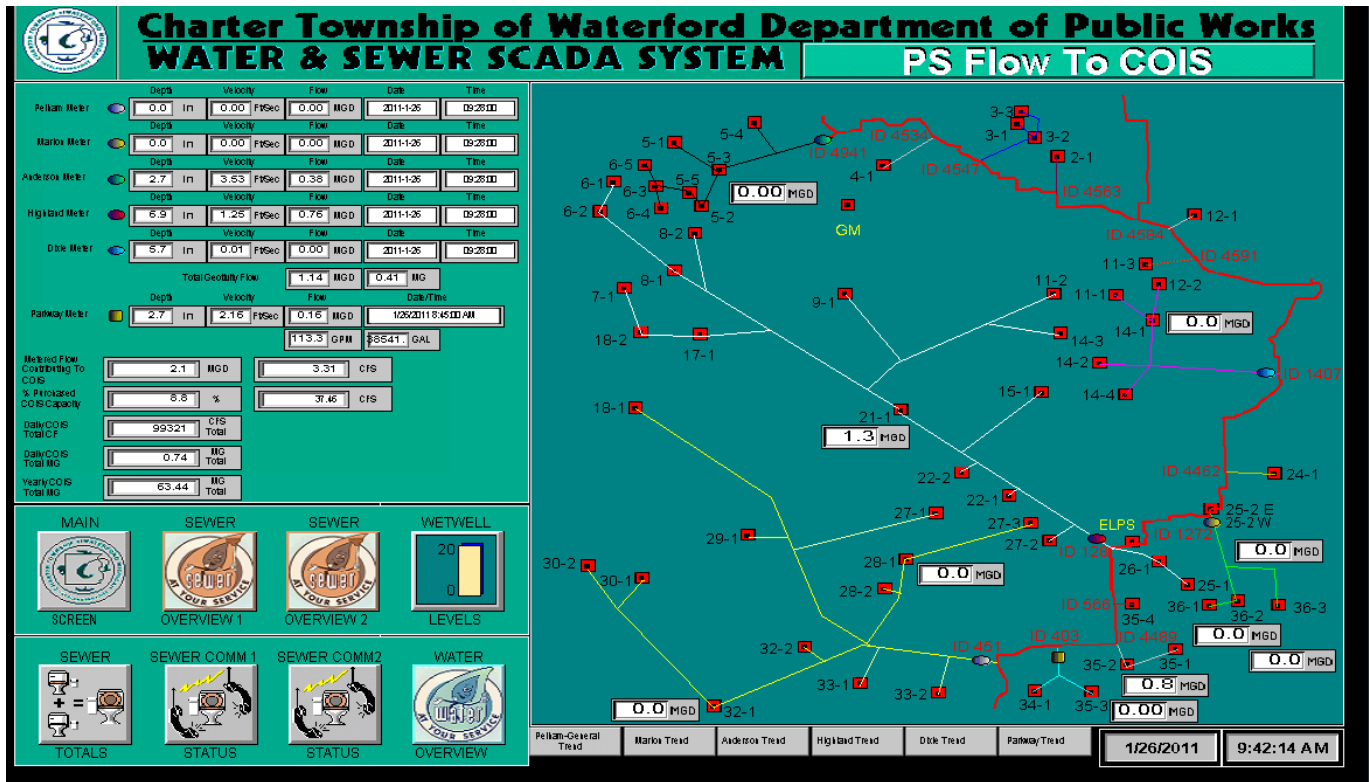 Charter Township of Waterford Department of Public Works
WATER & SEWER SCADA SYSTEM
PS Flow To COIS
Depth Velocity Flow Date Time
Pelham Meter 0.0 In 0.00 Ft/Sec 0.00 MGD 2011-1-26 09:28:00
Depth Velocity Flow Date Time
Marion Meter 0.0 In 0.00 Ft/Sec 0.00 MGD 2011-1-26 09:28:00
Depth Velocity Flow Date Time
Anderson Meter 2.7 In 3.53 Ft/Sec 0.38 MGD 2011-1-26 09:28:00
Depth Velocity Flow Date Time
Highland Meter 6.9 In 1.25 Ft/Sec 0.76 MGD 2011-1-26 09:28:00
Depth Velocity Flow Date Time
Dixie Meter 5.7 In 0.01 Ft/Sec 0.00 MGD 2011-1-26 09:28:00
Total Geotivity Flow 1.14 MGD 0.41 MG
Depth Velocity Flow Date/Time
Parkway Meter 2.7 In 2.16 Ft/Sec 0.16 MGD 1/26/2011 8:45:00 AM
113.3 GPM 38541. GAL
Metered Flow
Contributing To
COIS
2.1 MGD 3.31 CFS
% Purchased
COIS Capacity
8.8 % 37.46 CFS
Daily COIS
Total CF
99321 CFS
Total
Daily COIS
Total MG
0.74 MG
Total
Yearly COIS
Total MG
63.44 MG
Total
MAIN SEWER SEWER WETWELL
sewer
AT YOUR SERVICE
sewer
AT YOUR SERVICE
20
0
SCREEN OVERVIEW 1 OVERVIEW 2 LEVELS
SEWER SEWER COMM 1 SEWER COMM2 WATER
+ =
water
AT YOUR SERVICE
TOTALS STATUS STATUS OVERVIEW
3-3
3-1
3-2
5-4
5-1
ID 4534
ID 4941
5-3
2-1
6-5
4-1
ID 4547
6-1
5-5
6-3
0.00 MGD
ID 4563
6-2
6-4
5-2
12-1
GM
8-2
ID 4584
ID 4591
11-3
8-1
11-2
12-2
7-1
9-1
11-1
0.0 MGD
18-2
17-1
14-3
14-1
14-2
ID 1407
15-1
14-4
18-1
21-1
1.3 MGD
22-2
ID 4462
24-1
22-1
27-1
27-3
ELPS
25-2 E
25-2 W
29-1
27-2
ID 126
ID 1272
0.0 MGD
30-2
28-1
26-1
30-1
0.0 MGD
28-2
25-1
ID 566
35-4
36-1
36-2
36-3
ID 403
ID 4489
0.0 MGD
32-2
ID 451
35-2
35-1
0.0 MGD
33-1
33-2
0.8 MGD
34-1
35-3
0.0 MGD
32-1
0.00 MGD
Pelham-General
Trend
Marion Trend
Anderson Trend
Highland Trend
Dixie Trend
Parkway Trend
1/26/2011
9:42:14 AM